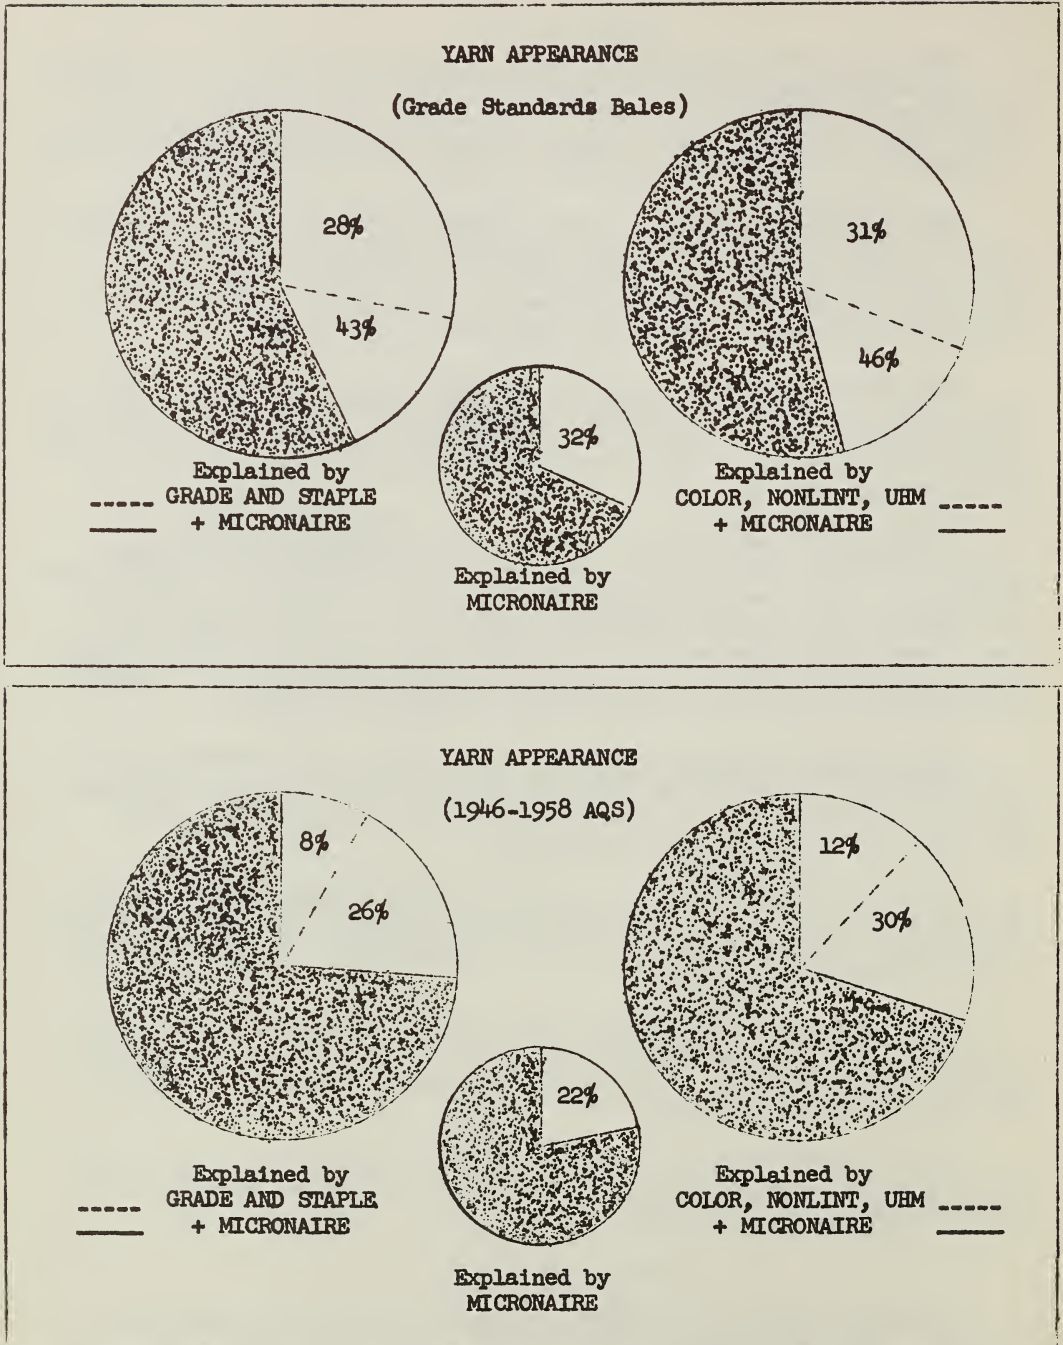 YARN APPEARANCE
(Grade Standards Bales)
28%
43%
31%
46%
32%
Explained by
GRADE AND STAPLE
+ MICRONAIRE
Explained by
COLOR, NONLINT, UHM
+ MICRONAIRE
Explained by
MICRONAIRE
YARN APPEARANCE
(1946-1958 AQS)
8%
26%
12%
30%
22%
Explained by
GRADE AND STAPLE
+ MICRONAIRE
Explained by
COLOR, NONLINT, UHM
+ MICRONAIRE
Explained by
MICRONAIRE